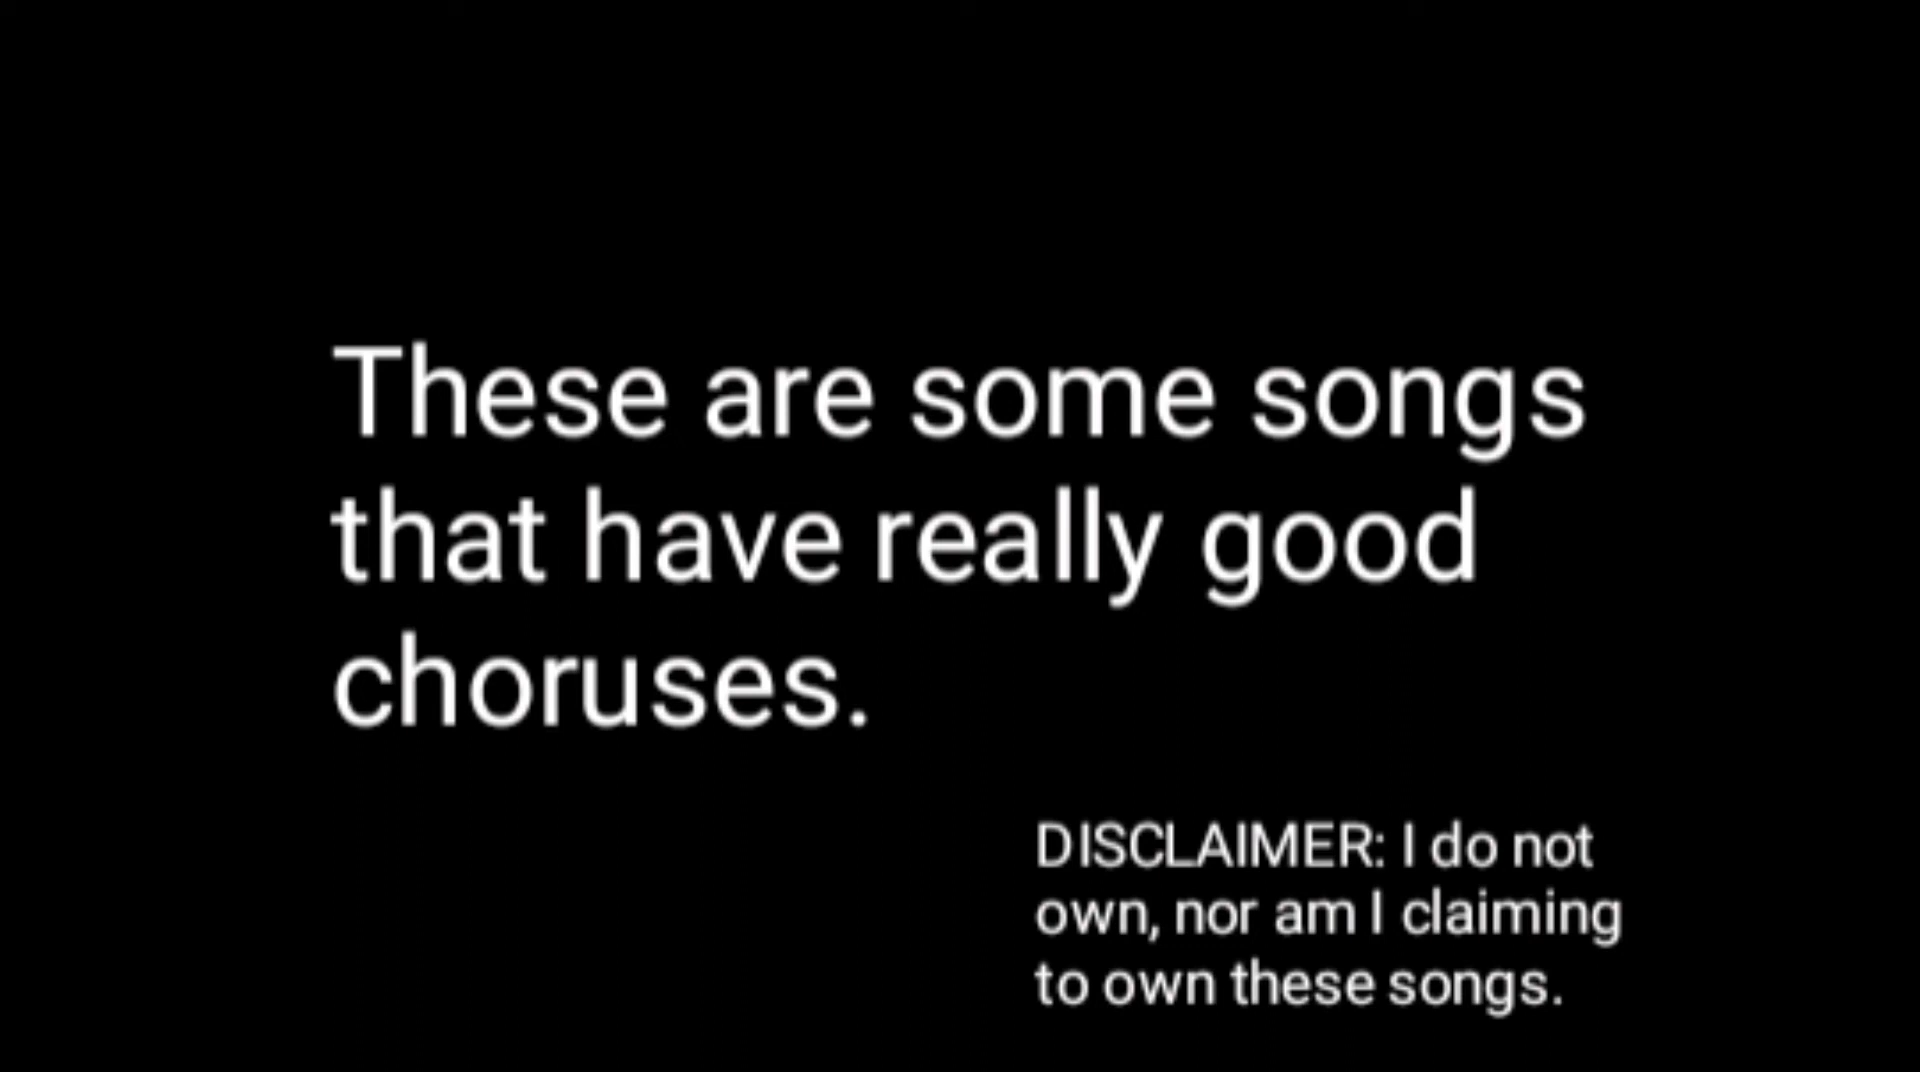 These are some songs
that have really good
choruses.
DISCLAIMER: I do not
own, nor am I claiming
to own these songs.